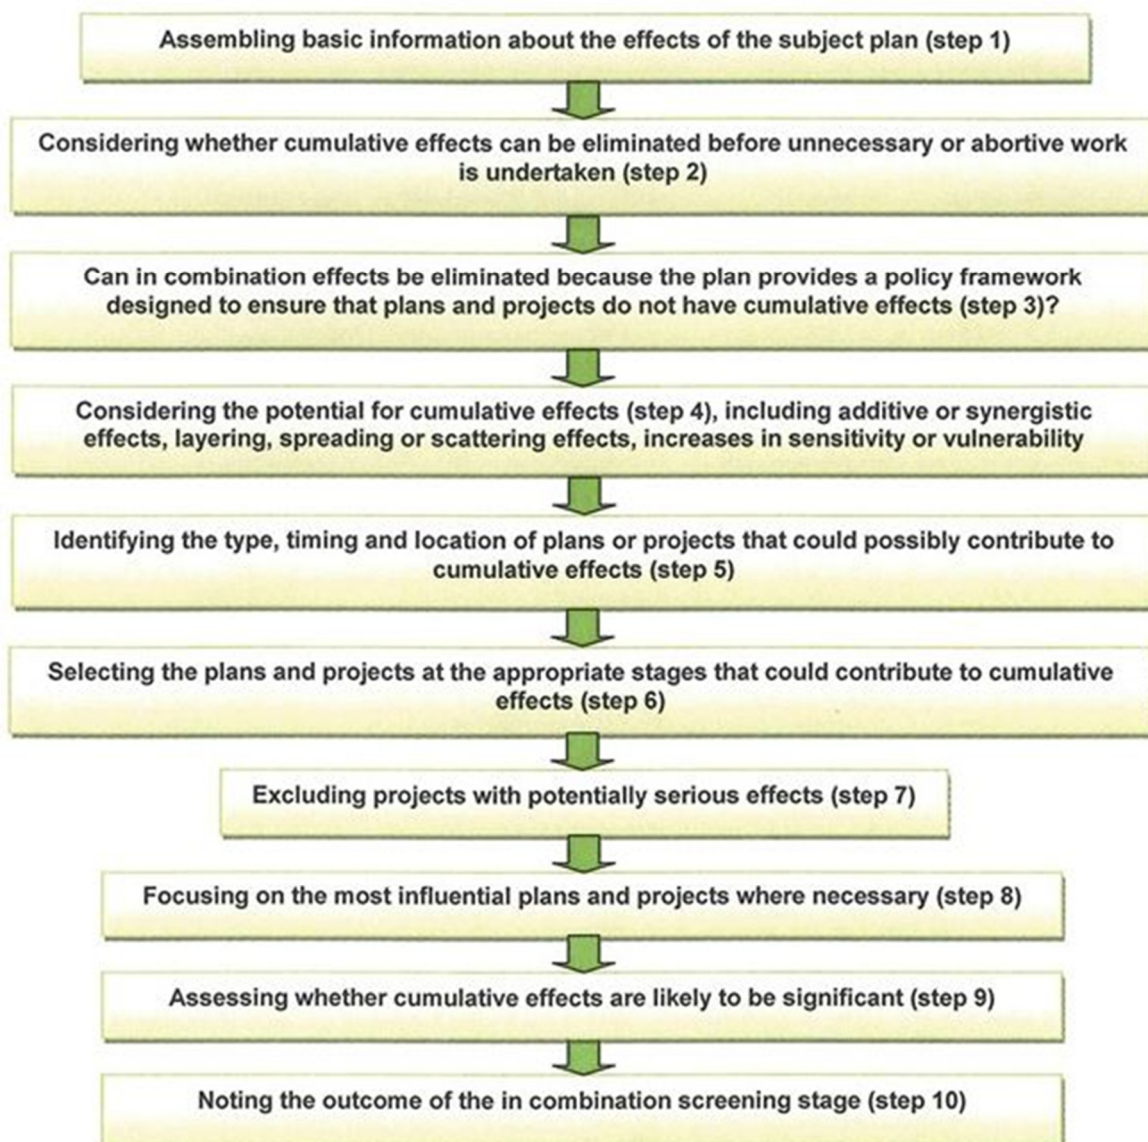 Assembling basic information about the effects of the subject plan (step 1)
Considering whether cumulative effects can be eliminated before unnecessary or abortive work
is undertaken (step 2)
Can in combination effects be eliminated because the plan provides a policy framework
designed to ensure that plans and projects do not have cumulative effects (step 3)?
Considering the potential for cumulative effects (step 4), including additive or synergistic
effects, layering, spreading or scattering effects, increases in sensitivity or vulnerability
Identifying the type, timing and location of plans or projects that could possibly contribute to
cumulative effects (step 5)
Selecting the plans and projects at the appropriate stages that could contribute to cumulative
effects (step 6)
Excluding projects with potentially serious effects (step 7)
Focusing on the most influential plans and projects where necessary (step 8)
Assessing whether cumulative effects are likely to be significant (step 9)
Noting the outcome of the in combination screening stage (step 10)